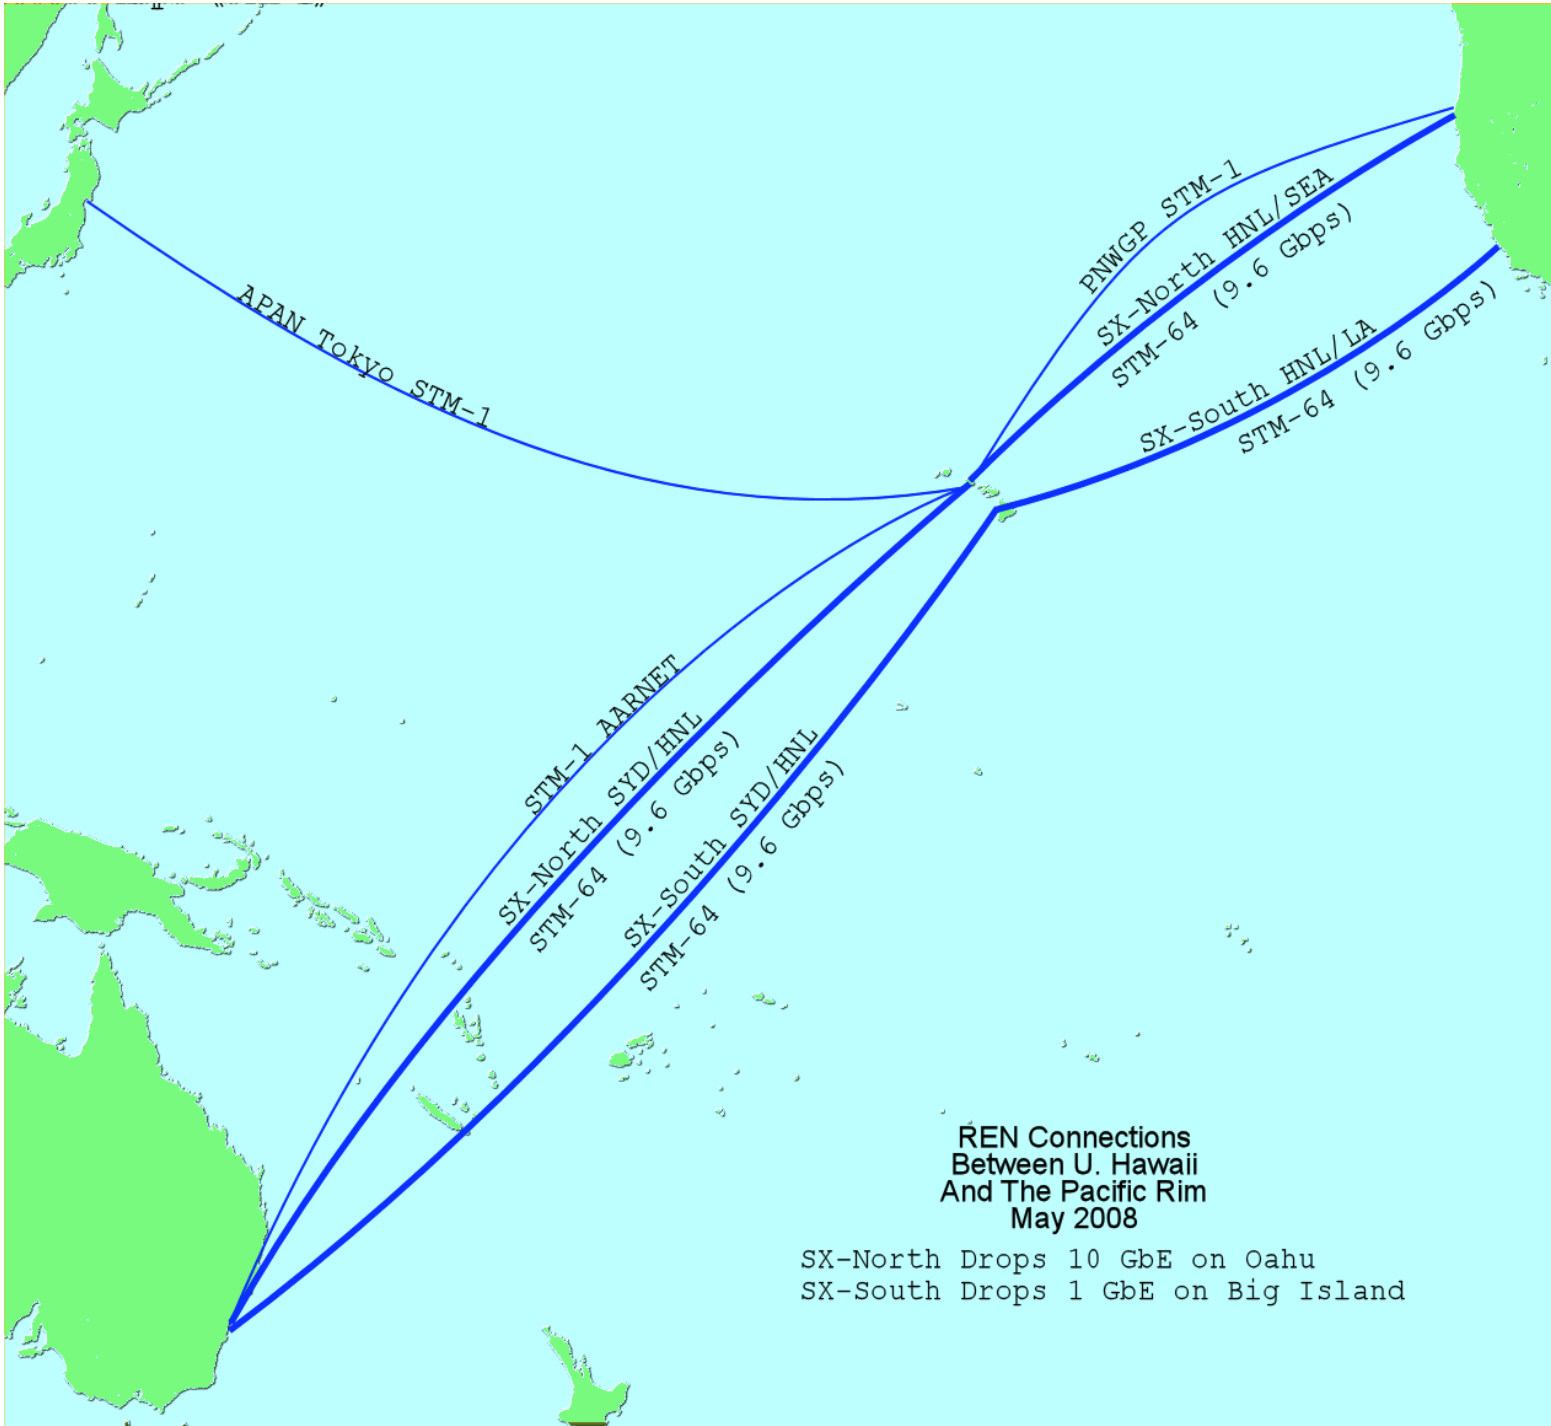 PNWGP STM-1
SX-North HNL/SEA
STM-64 (9.6 Gbps)
SX-South HNL/LA
STM-64 (9.6 Gbps)
APAN Tokyo STM-1
STM-1 AARNET
SX-North SYD/HNL
STM-64 (9.6 Gbps)
SX-South SYD/HNL
STM-64 (9.6 Gbps)
REN Connections
Between U. Hawaii
And The Pacific Rim
May 2008
SX-North Drops 10 GbE on Oahu
SX-South Drops 1 GbE on Big Island